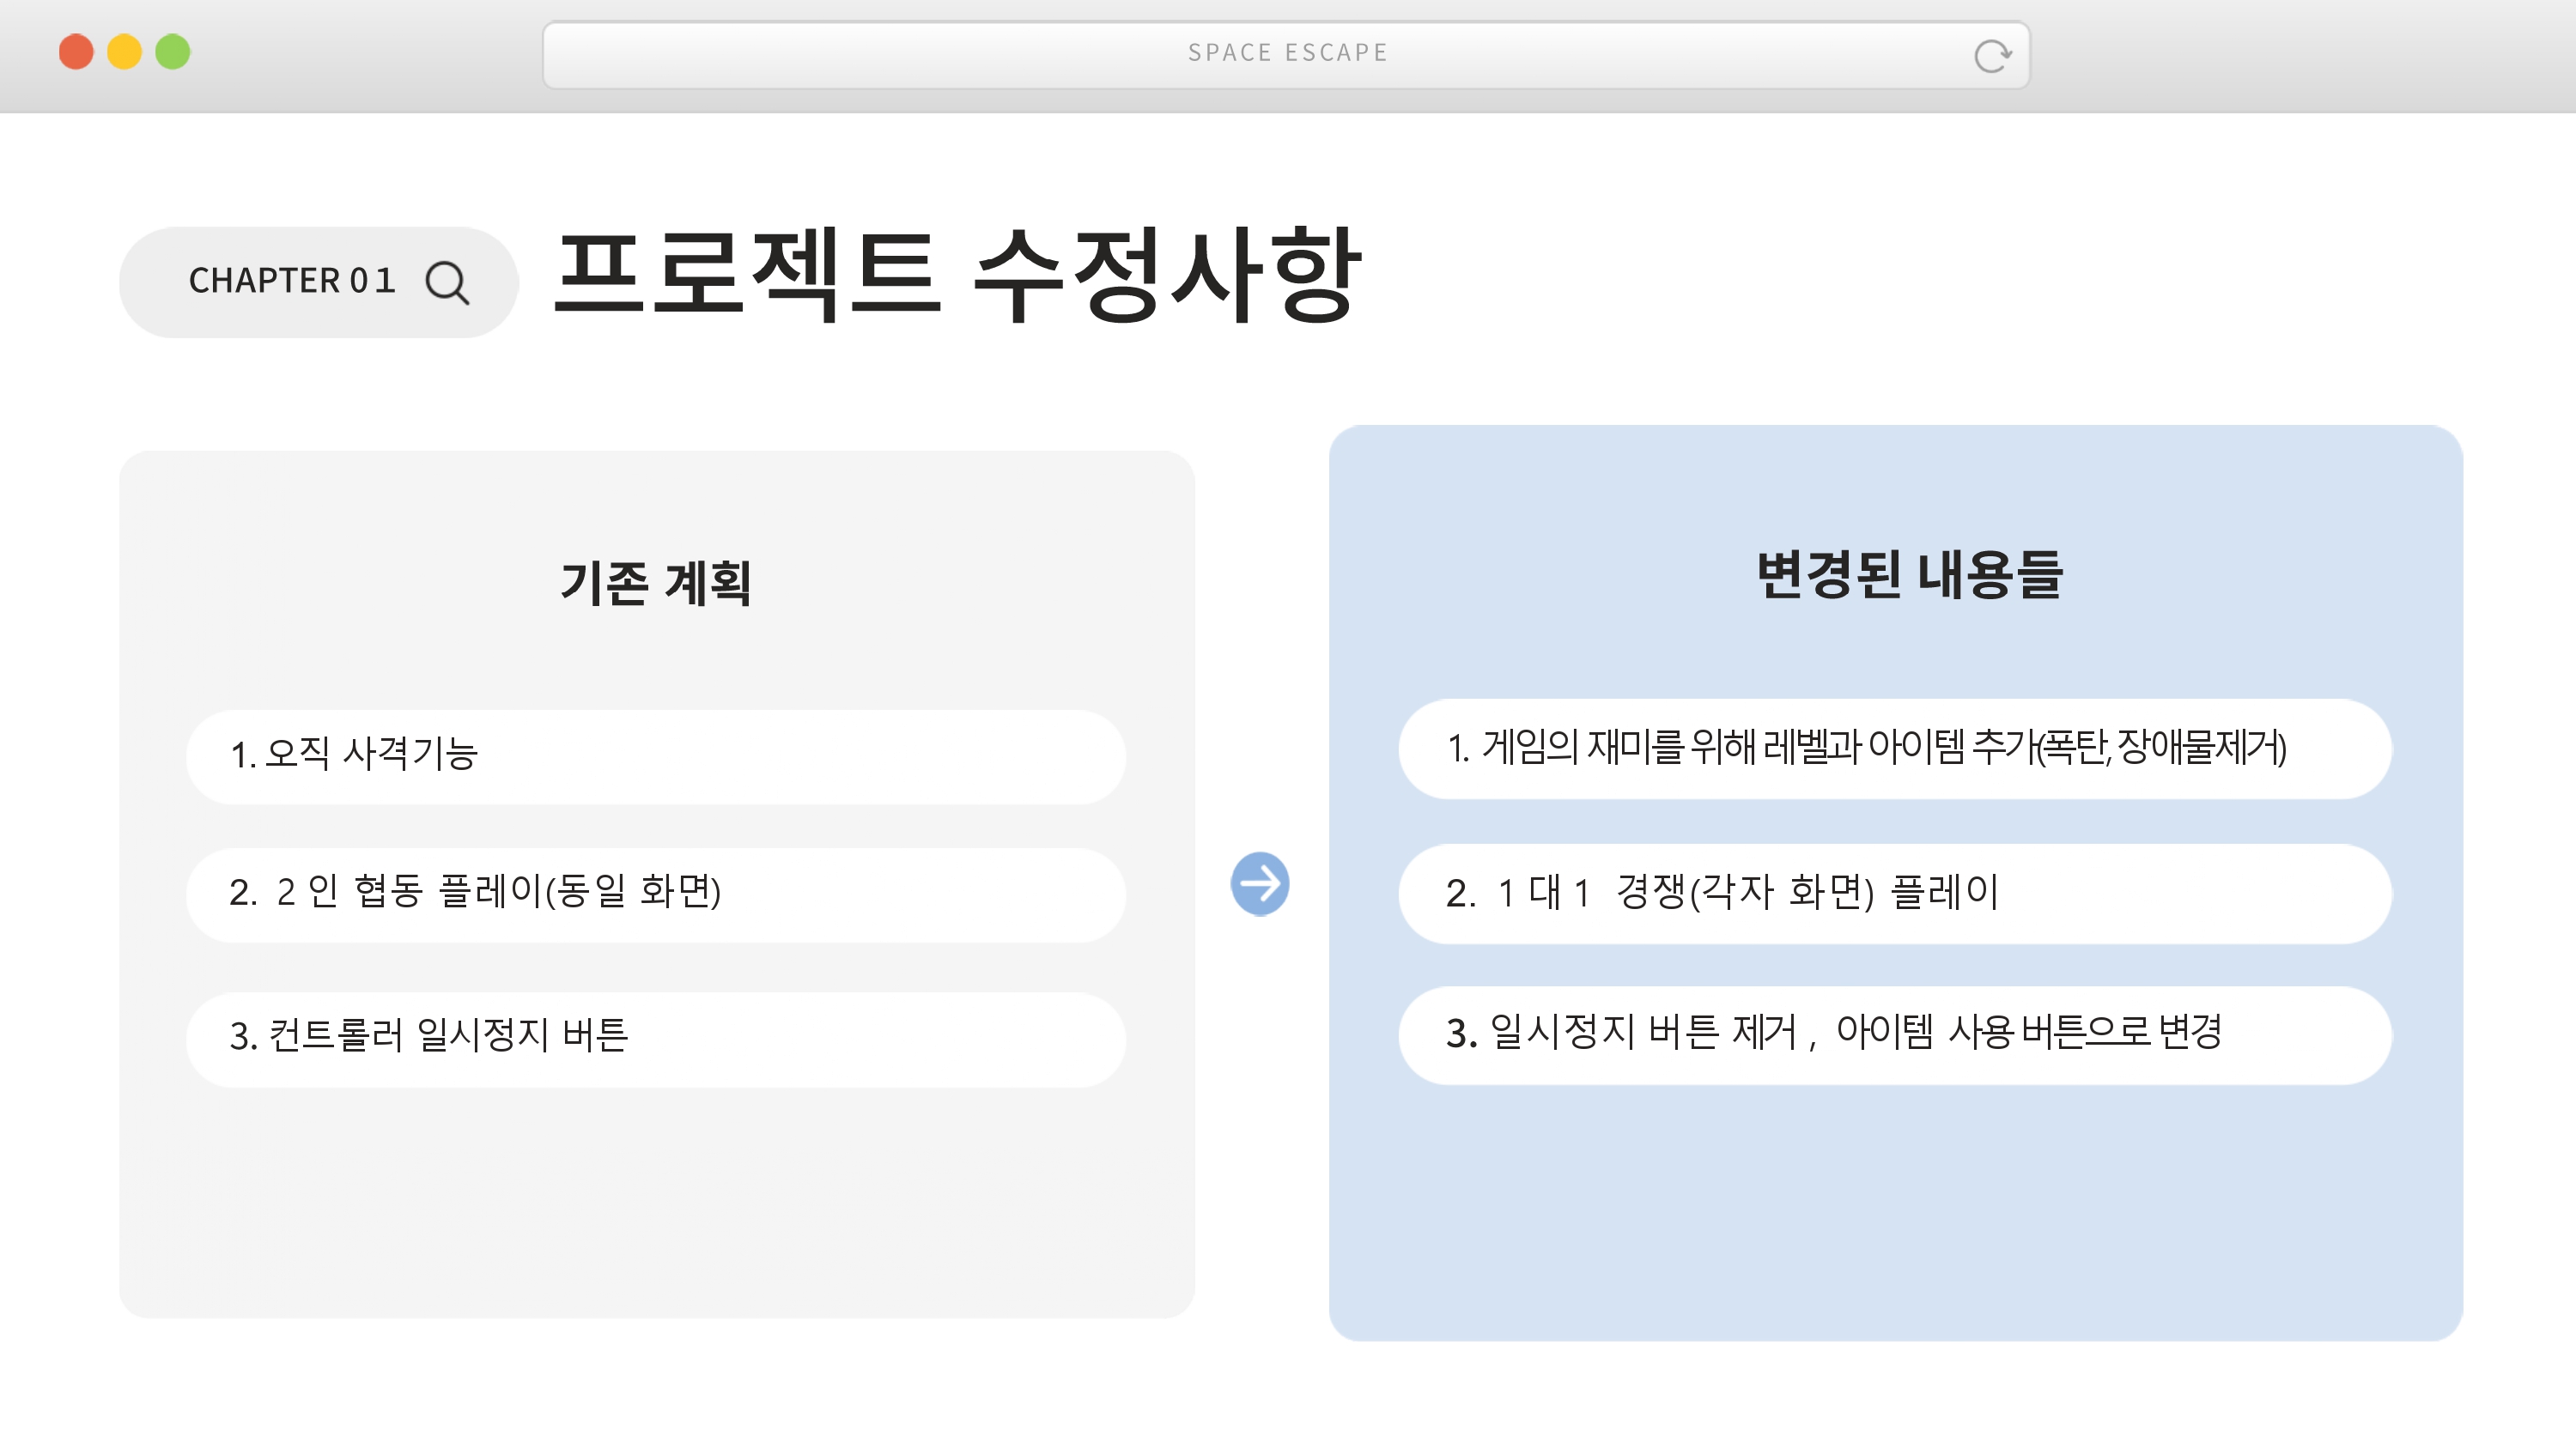 SPACE ESCAPE
CHAPTER 01
프로젝트 수정사항
기존 계획
1. 오직 사격기능
2. 2 인 협동 플레이(동일 화면)
3. 컨트롤러 일시정지 버튼
변경된 내용들
1. 게임의 재미를 위해 레벨과 아이템 추가(폭탄, 장애물제거)
2. 1 대 1 경쟁(각자 화면) 플레이
3. 일시정지 버튼 제거 , 아이템 사용 버튼으로 변경